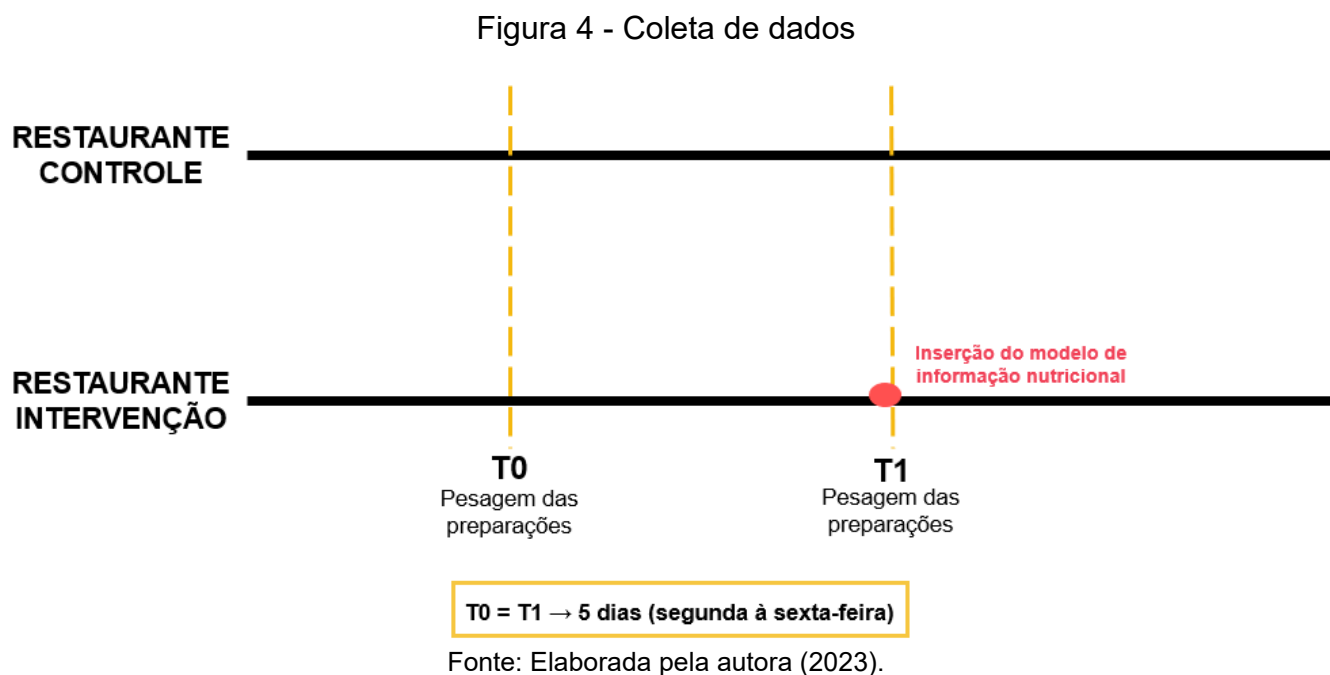 Figura 4 - Coleta de dados
RESTAURANTE
CONTROLE
Inserção do modelo de
informação nutricional
RESTAURANTE
INTERVENÇÃO
T0
Pesagem das
preparações
T1
Pesagem das
preparações
T0 = T1 → 5 dias (segunda à sexta-feira)
Fonte: Elaborada pela autora (2023).